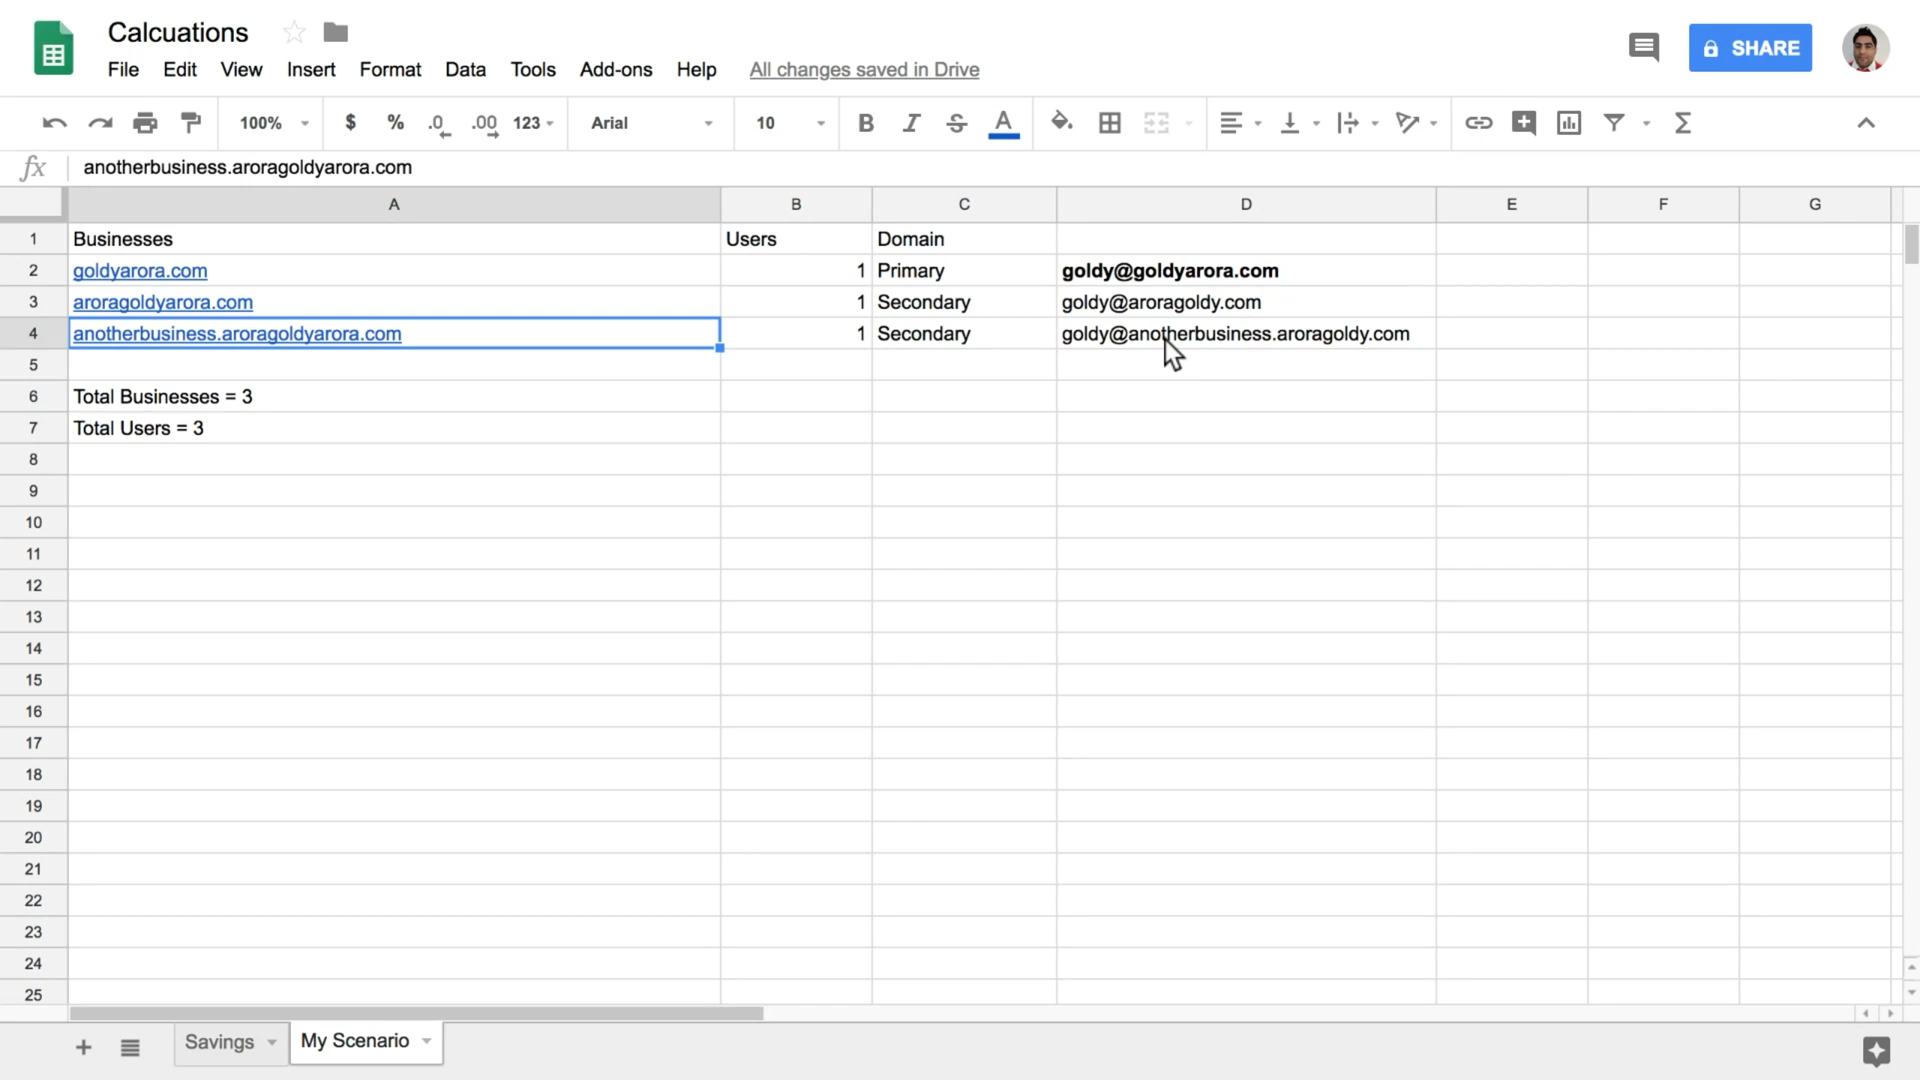 Calcuations
File Edit View Insert Format Data Tools Add-ons Help All changes saved in Drive
SHARE
100% $ % .0 .00 123 Arial 10 B I S A
fx anotherbusiness.aroragoldyarora.com
A B C D E F G
1 Businesses Users Domain
2 goldyarora.com 1 Primary goldy@goldyarora.com
3 aroragoldyarora.com 1 Secondary goldy@aroragoldy.com
4 anotherbusiness.aroragoldyarora.com 1 Secondary goldy@anotherbusiness.aroragoldy.com
5
6 Total Businesses = 3
7 Total Users = 3
8
9
10
11
12
13
14
15
16
17
18
19
20
21
22
23
24
25
Savings My Scenario